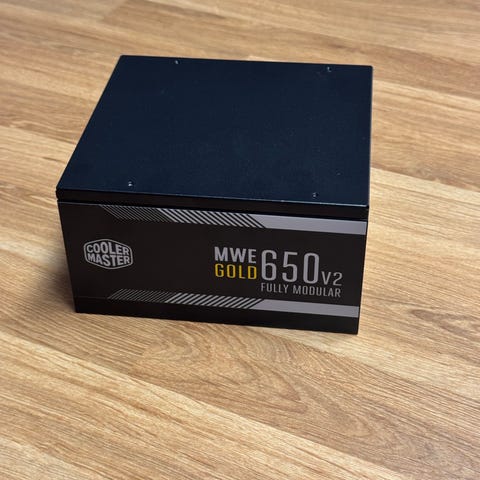 COOLER
MASTER
MWE
GOLD
650 V2
FULLY MODULAR